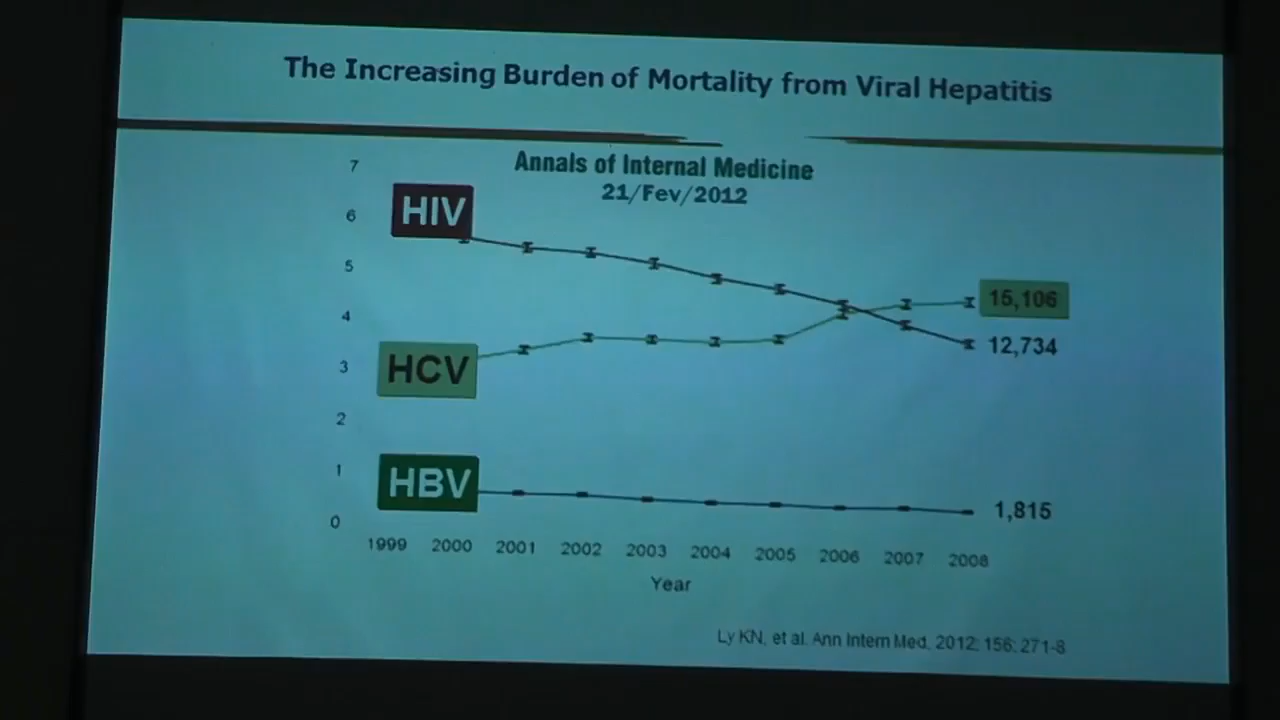 The Increasing Burden of Mortality from Viral Hepatitis
Annals of Internal Medicine
21/Fev/2012
7
6
5
4
3
2
1
0
HIV
HCV
HBV
15,106
12,734
1,815
1999 2000 2001 2002 2003 2004 2005 2006 2007 2008
Year
Ly KN, et al. Ann Intern Med, 2012; 156: 271-8